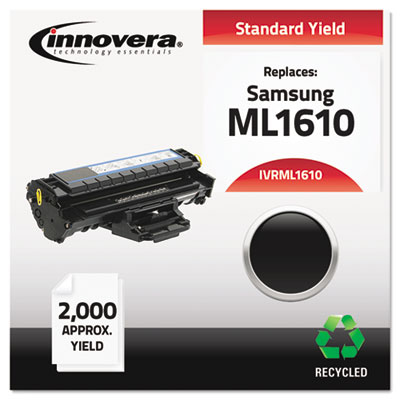 innovera
technology essentials
Standard Yield
Replaces:
Samsung
ML1610
IVRML1610
2,000
APPROX.
YIELD
RECYCLED